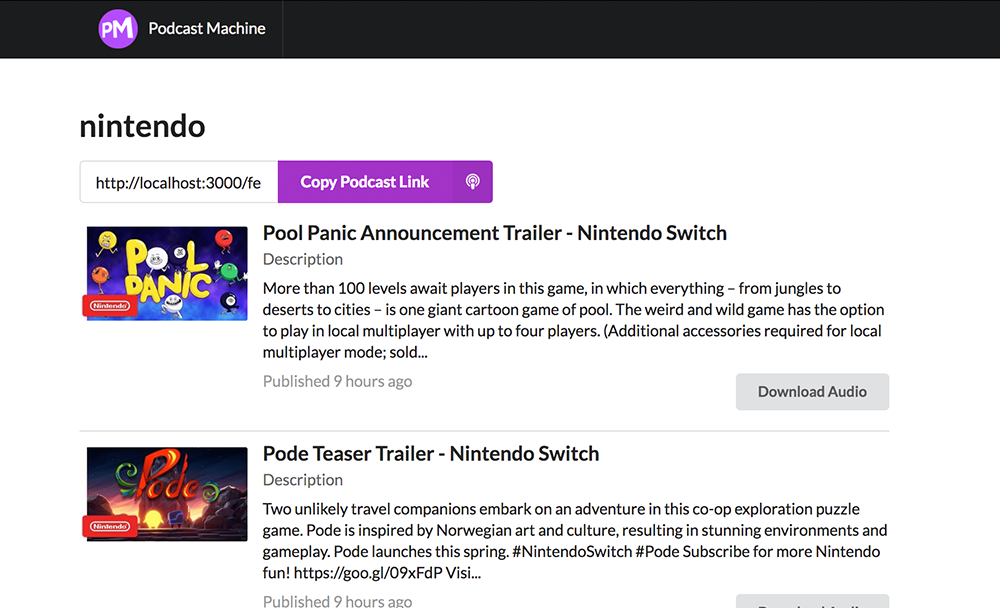 PM Podcast Machine
nintendo
http://localhost:3000/fe Copy Podcast Link
POOL
PANIC
Nintendo
Pool Panic Announcement Trailer - Nintendo Switch
Description
More than 100 levels await players in this game, in which everything – from jungles to
deserts to cities – is one giant cartoon game of pool. The weird and wild game has the option
to play in local multiplayer with up to four players. (Additional accessories required for local
multiplayer mode; sold...
Published 9 hours ago
Download Audio
Pode
Nintendo
Pode Teaser Trailer - Nintendo Switch
Description
Two unlikely travel companions embark on an adventure in this co-op exploration puzzle
game. Pode is inspired by Norwegian art and culture, resulting in stunning environments and
gameplay. Pode launches this spring. #NintendoSwitch #Pode Subscribe for more Nintendo
fun! https://goo.gl/09xFdP Visi...
Published 9 hours ago
Download Audio